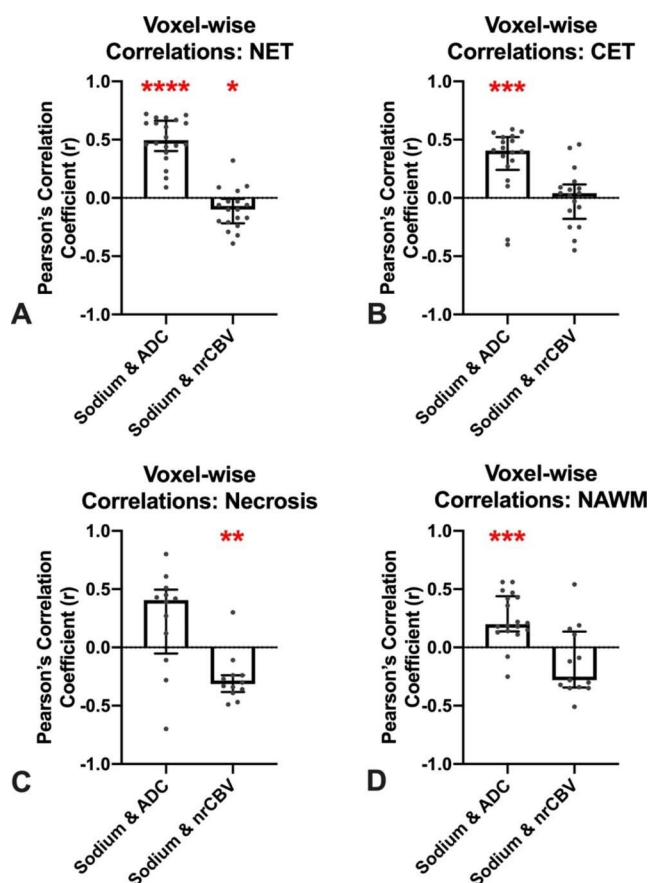 Voxel-wise
Correlations: NET
**** *
Pearson's Correlation
Coefficient (r)
1.0
0.5
0.0
-0.5
-1.0
A
Sodium & ADC
Sodium & nrCBV
Voxel-wise
Correlations: CET
***
Pearson's Correlation
Coefficient (r)
1.0
0.5
0.0
-0.5
-1.0
B
Sodium & ADC
Sodium & nrCBV
Voxel-wise
Correlations: Necrosis
**
Pearson's Correlation
Coefficient (r)
1.0
0.5
0.0
-0.5
-1.0
C
Sodium & ADC
Sodium & nrCBV
Voxel-wise
Correlations: NAWM
***
Pearson's Correlation
Coefficient (r)
1.0
0.5
0.0
-0.5
-1.0
D
Sodium & ADC
Sodium & nrCBV